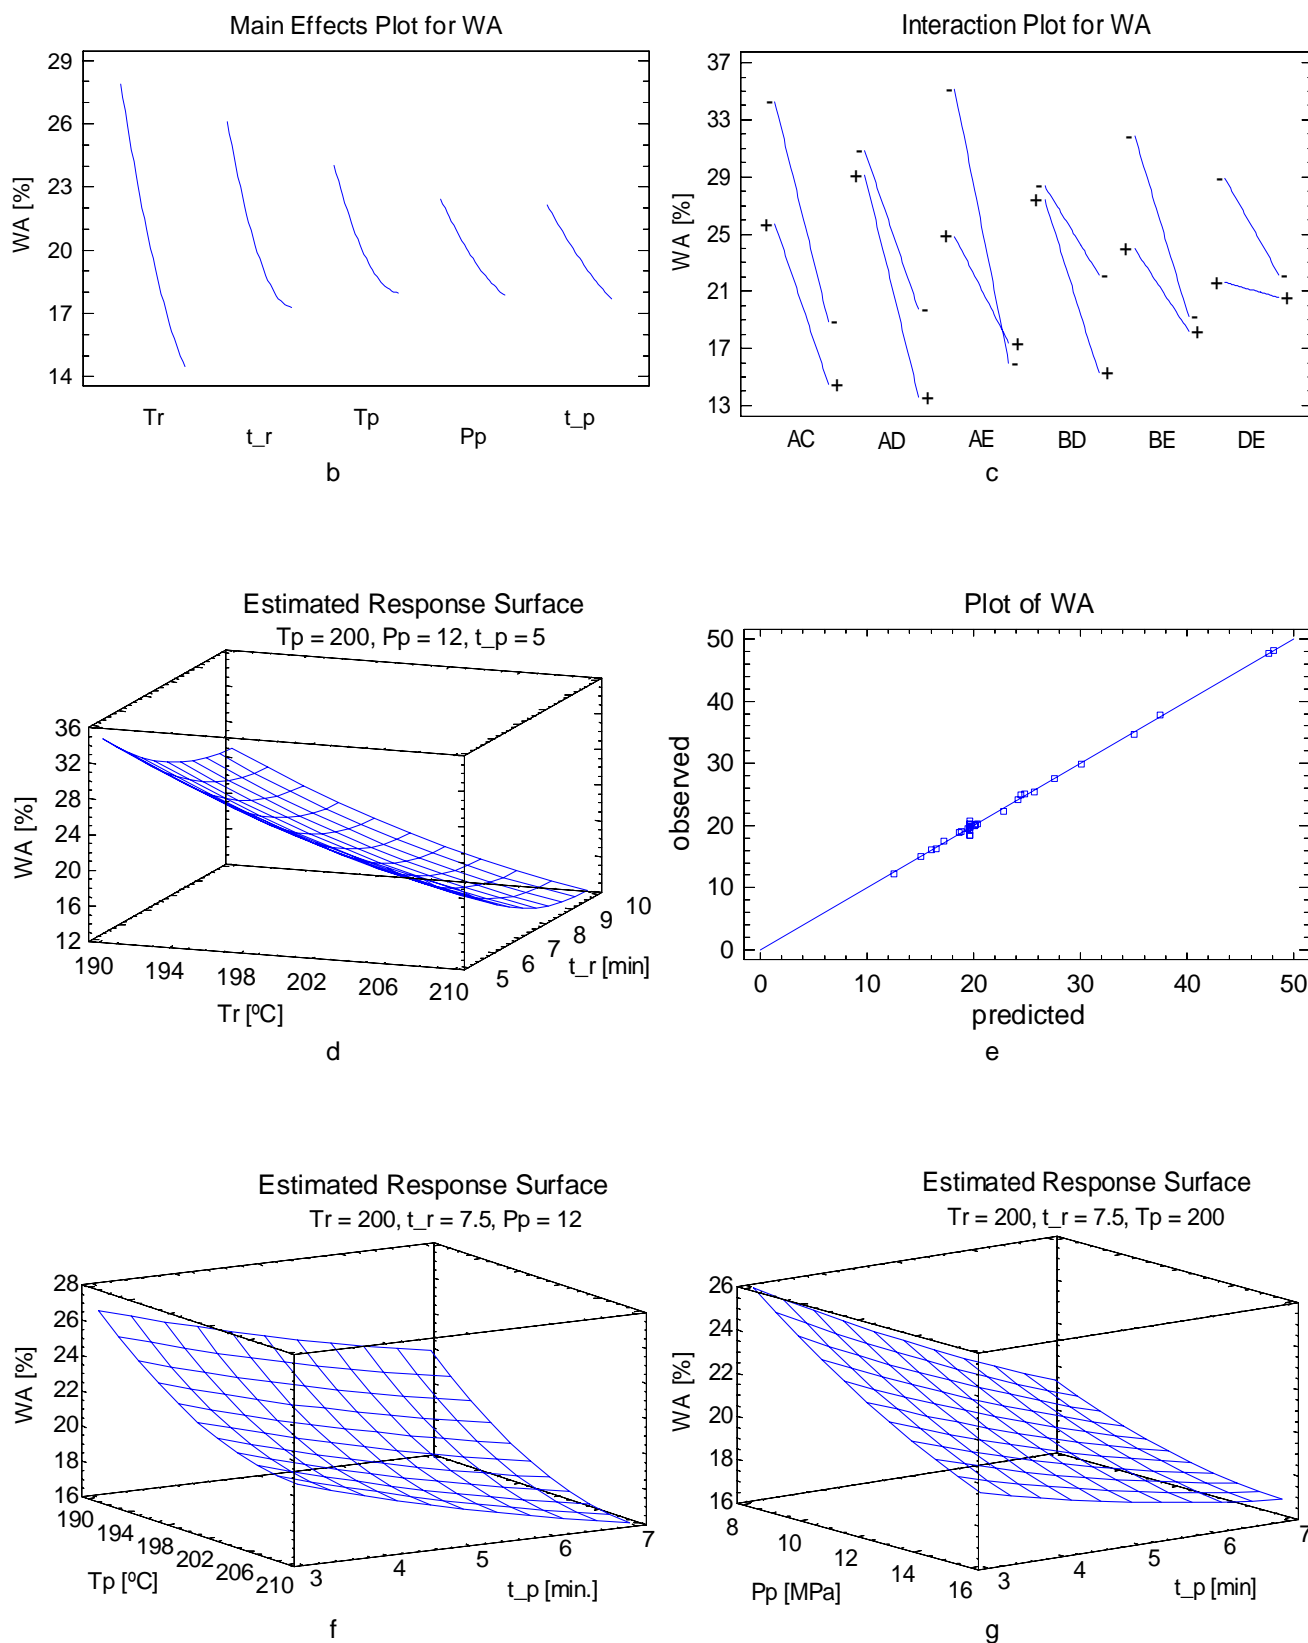 Main Effects Plot for WA
29
26
23
20
17
14
WA [%]
Tr
t_r
Tp
Pp
t_p
b
Interaction Plot for WA
37
33
29
25
21
17
13
WA [%]
AC
AD
AE
BD
BE
DE
- + - +
- + - +
- + + -
- + - +
- + - +
- + - +
c
Estimated Response Surface
Tp = 200, Pp = 12, t_p = 5
36
32
28
24
20
16
12
WA [%]
190 194 198 202 206 210
Tr [ºC]
5 6 7 8 9 10
t_r [min]
d
Plot of WA
50
40
30
20
10
0
observed
0 10 20 30 40 50
predicted
e
Estimated Response Surface
Tr = 200, t_r = 7.5, Pp = 12
28
26
24
22
20
18
16
WA [%]
190 194 198 202 206 210
Tp [ºC]
3 4 5 6 7
t_p [min.]
f
Estimated Response Surface
Tr = 200, t_r = 7.5, Tp = 200
26
24
22
20
18
16
WA [%]
8 10 12 14 16
Pp [MPa]
3 4 5 6 7
t_p [min]
g